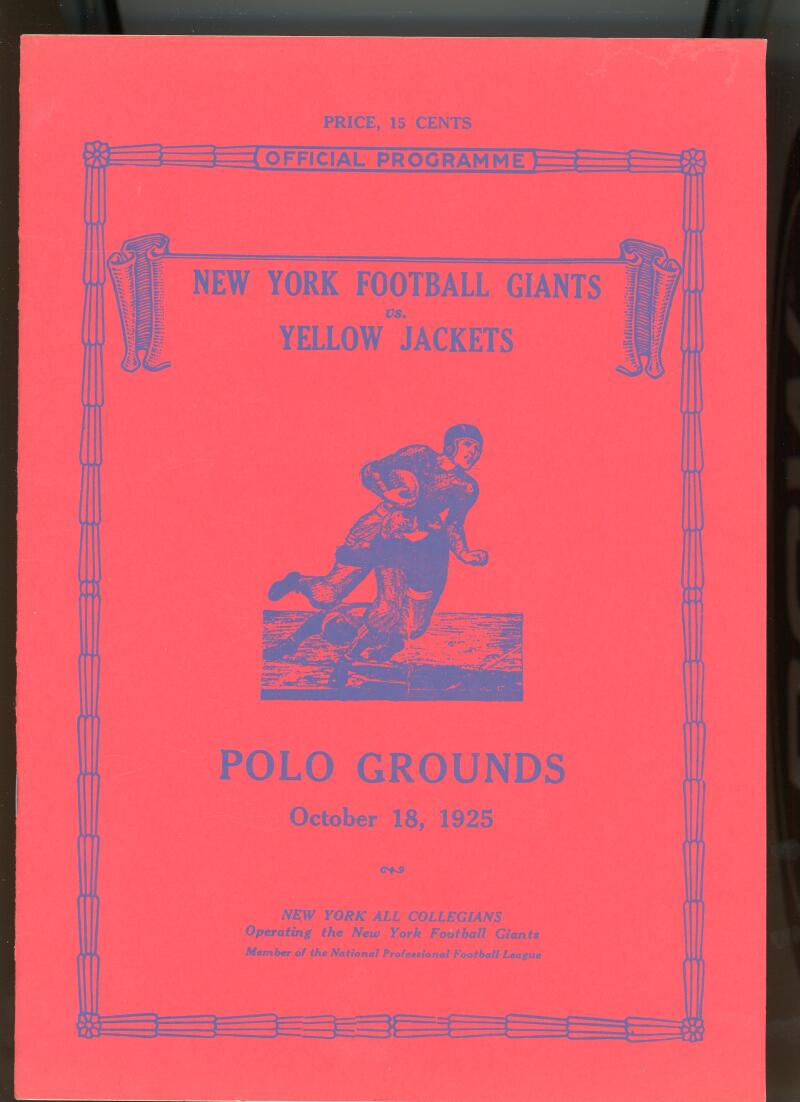 PRICE, 15 CENTS
OFFICIAL PROGRAMME
NEW YORK FOOTBALL GIANTS
vs.
YELLOW JACKETS
POLO GROUNDS
October 18, 1925
NEW YORK ALL COLLEGIANS
Operating the New York Football Giants
Member of the National Professional Football League